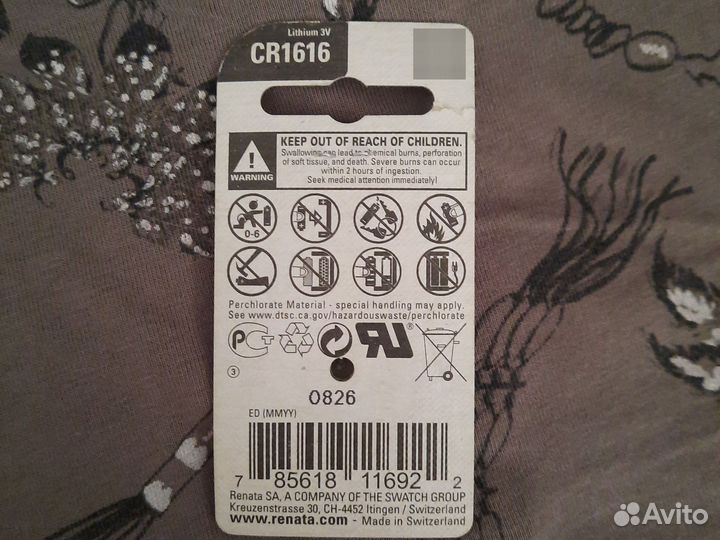 Lithium 3V
CR1616
KEEP OUT OF REACH OF CHILDREN.
Swallowing can lead to chemical burns, perforation
of soft tissue, and death. Severe burns can occur
within 2 hours of ingestion.
Seek medical attention immediately!
WARNING
0-6
Perchlorate Material - special handling may apply.
See www.dtsc.ca.gov/hazardouswaste/perchlorate
3
0826
ED (MMYY)
7 85618 11692 2
Renata SA, A COMPANY OF THE SWATCH GROUP
Kreuzenstrasse 30, CH-4452 Itingen / Switzerland
www.renata.com - Made in Switzerland
Avito